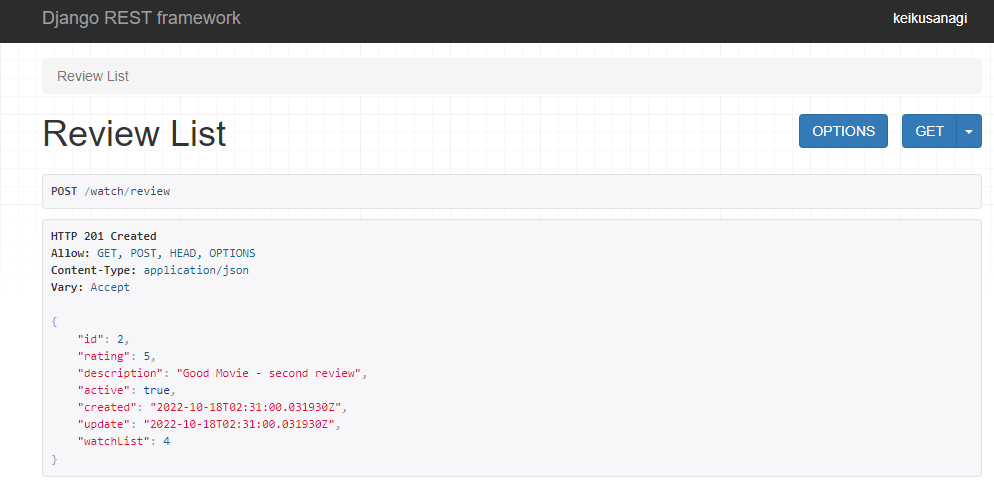 Django REST framework
keikusanagi
Review List
Review List
OPTIONS
GET
POST /watch/review
HTTP 201 Created
Allow: GET, POST, HEAD, OPTIONS
Content-Type: application/json
Vary: Accept
{
    "id": 2,
    "rating": 5,
    "description": "Good Movie - second review",
    "active": true,
    "created": "2022-10-18T02:31:00.031930Z",
    "update": "2022-10-18T02:31:00.031930Z",
    "watchList": 4
}